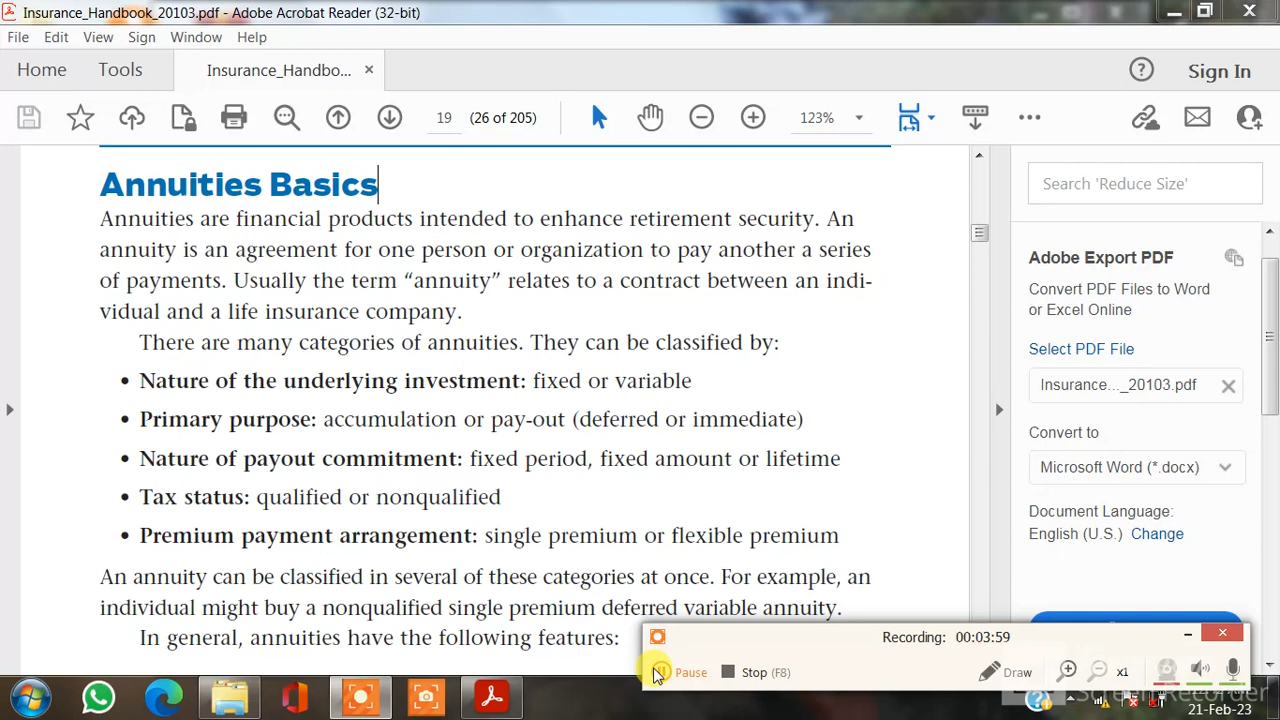 Insurance_Handbook_20103.pdf - Adobe Acrobat Reader (32-bit)
File Edit View Sign Window Help
Home Tools Insurance_Handbo... Sign In
19 (26 of 205) 123%
Annuities Basics
Annuities are financial products intended to enhance retirement security. An
annuity is an agreement for one person or organization to pay another a series
of payments. Usually the term “annuity” relates to a contract between an indi-
vidual and a life insurance company.
There are many categories of annuities. They can be classified by:
• Nature of the underlying investment: fixed or variable
• Primary purpose: accumulation or pay-out (deferred or immediate)
• Nature of payout commitment: fixed period, fixed amount or lifetime
• Tax status: qualified or nonqualified
• Premium payment arrangement: single premium or flexible premium
An annuity can be classified in several of these categories at once. For example, an
individual might buy a nonqualified single premium deferred variable annuity.
In general, annuities have the following features:
Search 'Reduce Size'
Adobe Export PDF
Convert PDF Files to Word
or Excel Online
Select PDF File
Insurance..._20103.pdf
Convert to
Microsoft Word (*.docx)
Document Language:
English (U.S.) Change
Recording: 00:03:59
Pause Stop (F8) Draw x1
Screen Recorder
21-Feb-23